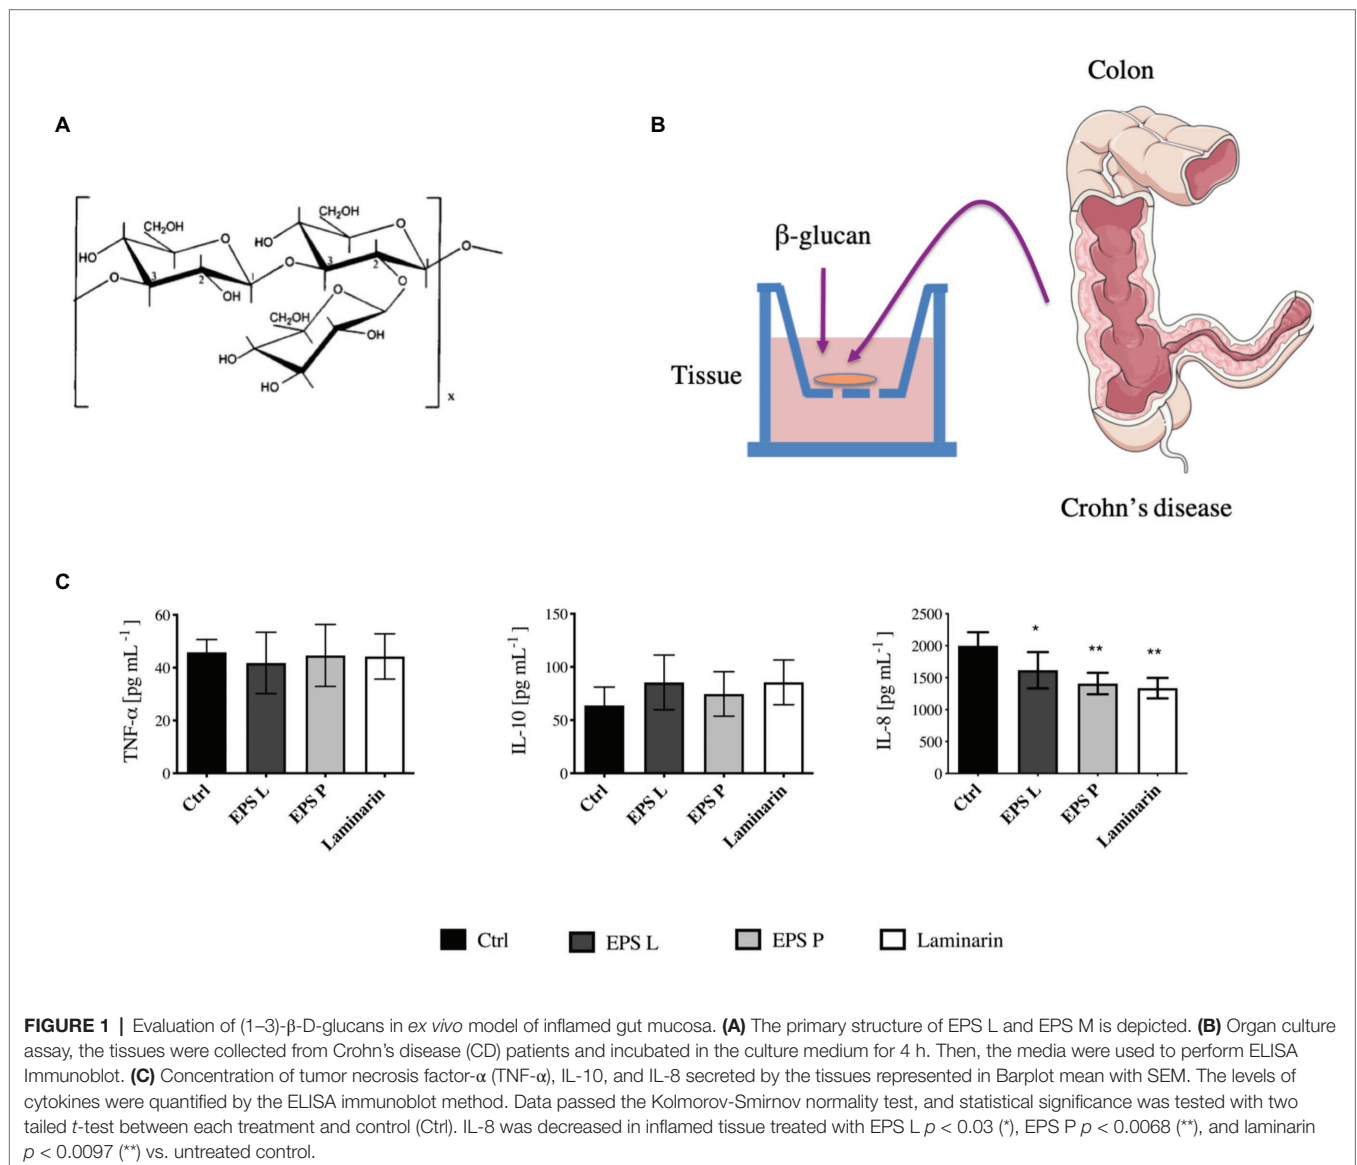 Colon
A
B
CH₂OH
CH₂OH
O
O
HO
HO
O
O
3
2
1
O
3
2
1
O
OH
O
O
CH₂OH
OH
HO
HO
x
β-glucan
Tissue
Crohn's disease
C
TNF-α [pg mL⁻¹]
60
40
20
0
Ctrl
EPS L
EPS P
Laminarin
IL-10 [pg mL⁻¹]
150
100
50
0
Ctrl
EPS L
EPS P
Laminarin
IL-8 [pg mL⁻¹]
2500
2000
1500
1000
500
0
*
**
**
Ctrl
EPS L
EPS P
Laminarin
Ctrl
EPS L
EPS P
Laminarin
FIGURE 1 | Evaluation of (1–3)-β-D-glucans in ex vivo model of inflamed gut mucosa. (A) The primary structure of EPS L and EPS M is depicted. (B) Organ culture
assay, the tissues were collected from Crohn's disease (CD) patients and incubated in the culture medium for 4 h. Then, the media were used to perform ELISA
Immunoblot. (C) Concentration of tumor necrosis factor-α (TNF-α), IL-10, and IL-8 secreted by the tissues represented in Barplot mean with SEM. The levels of
cytokines were quantified by the ELISA immunoblot method. Data passed the Kolmorov-Smirnov normality test, and statistical significance was tested with two
tailed t-test between each treatment and control (Ctrl). IL-8 was decreased in inflamed tissue treated with EPS L p < 0.03 (*), EPS P p < 0.0068 (**), and laminarin
p < 0.0097 (**) vs. untreated control.